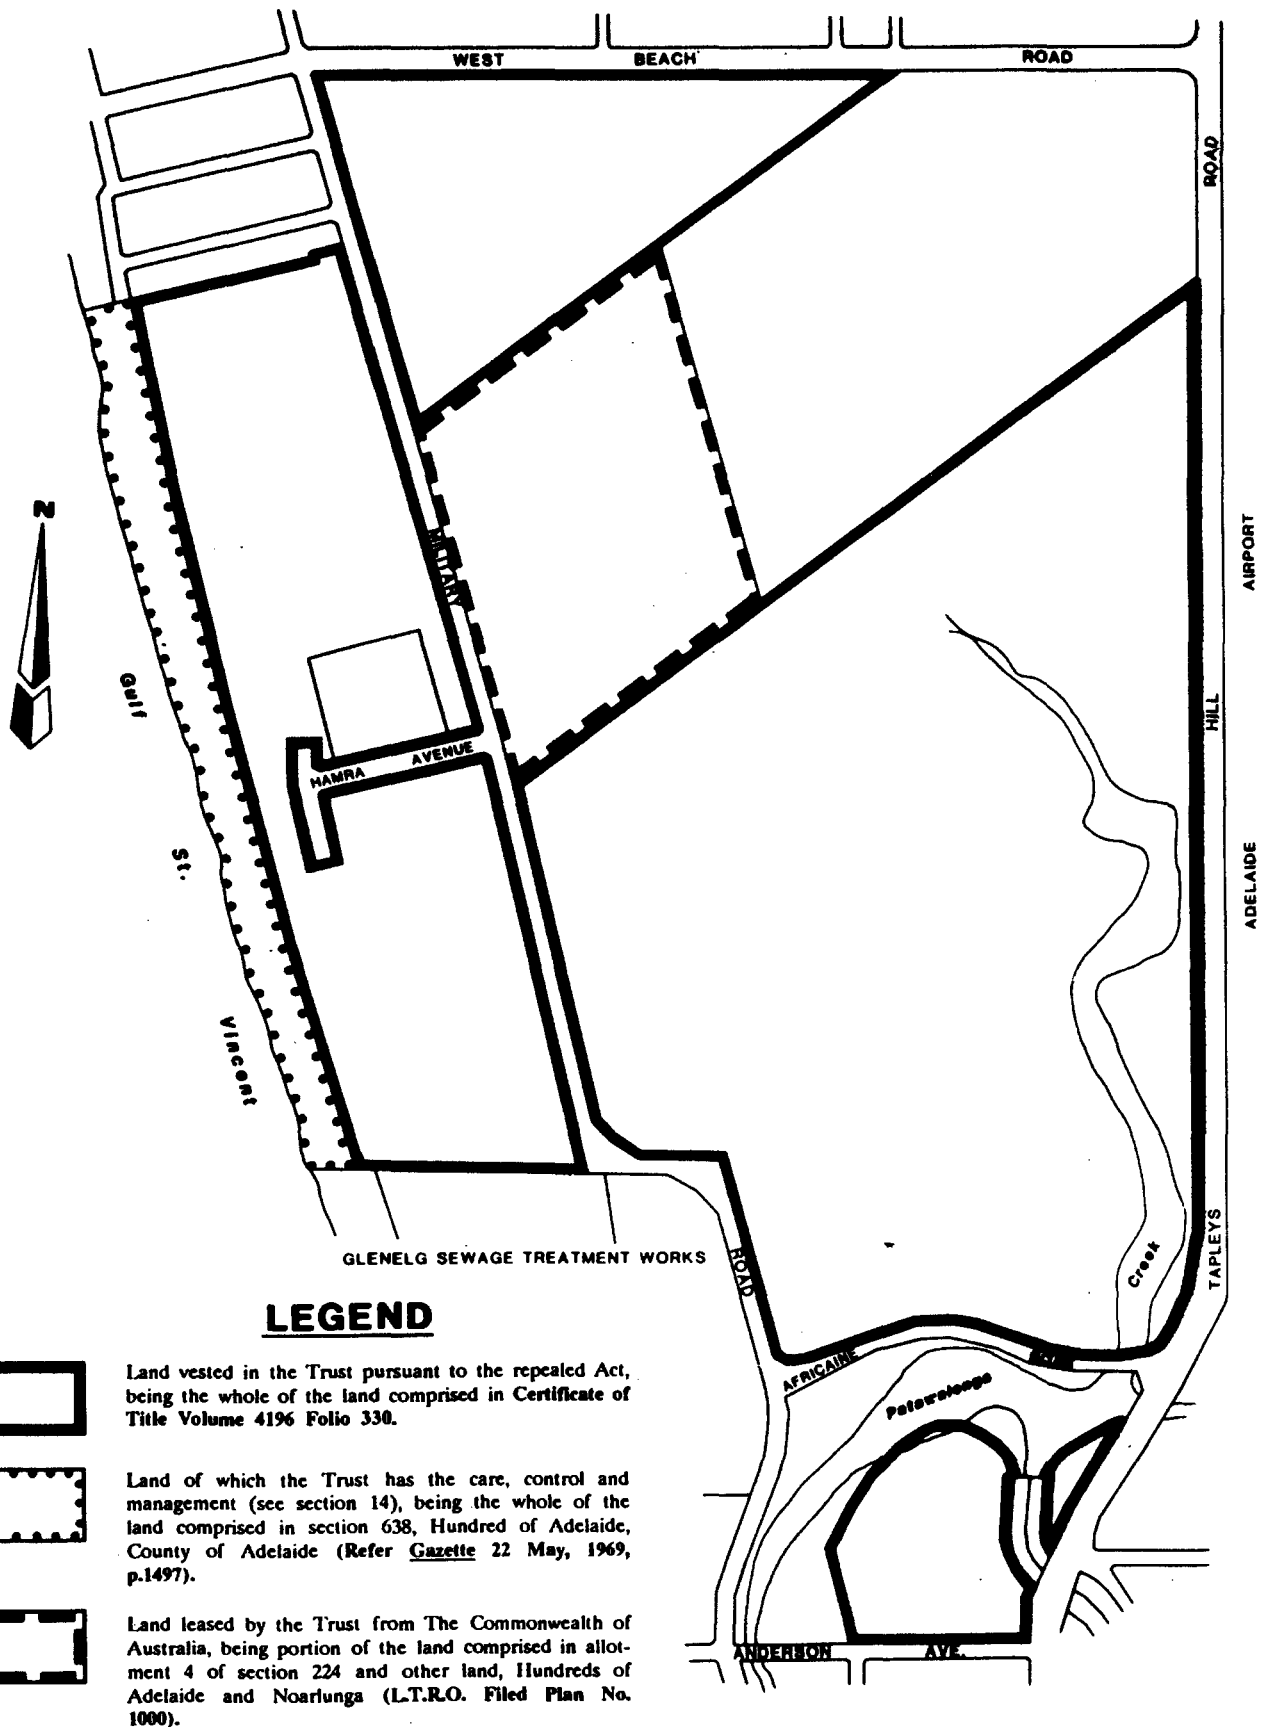 WEST BEACH ROAD
ROAD
N
MILITARY
AIRPORT
Gulf
HILL
HAMRA AVENUE
St.
ADELAIDE
Vincent
TAPLEYS
Creek
GLENELG SEWAGE TREATMENT WORKS
ROAD
AFRICAINE
Patawalonga
LEGEND
Land vested in the Trust pursuant to the repealed Act,
being the whole of the land comprised in Certificate of
Title Volume 4196 Folio 330.
Land of which the Trust has the care, control and
management (see section 14), being the whole of the
land comprised in section 638, Hundred of Adelaide,
County of Adelaide (Refer Gazette 22 May, 1969,
p.1497).
Land leased by the Trust from The Commonwealth of
Australia, being portion of the land comprised in allot-
ment 4 of section 224 and other land, Hundreds of
Adelaide and Noarlunga (L.T.R.O. Filed Plan No.
1000).
ANDERSON AVE.